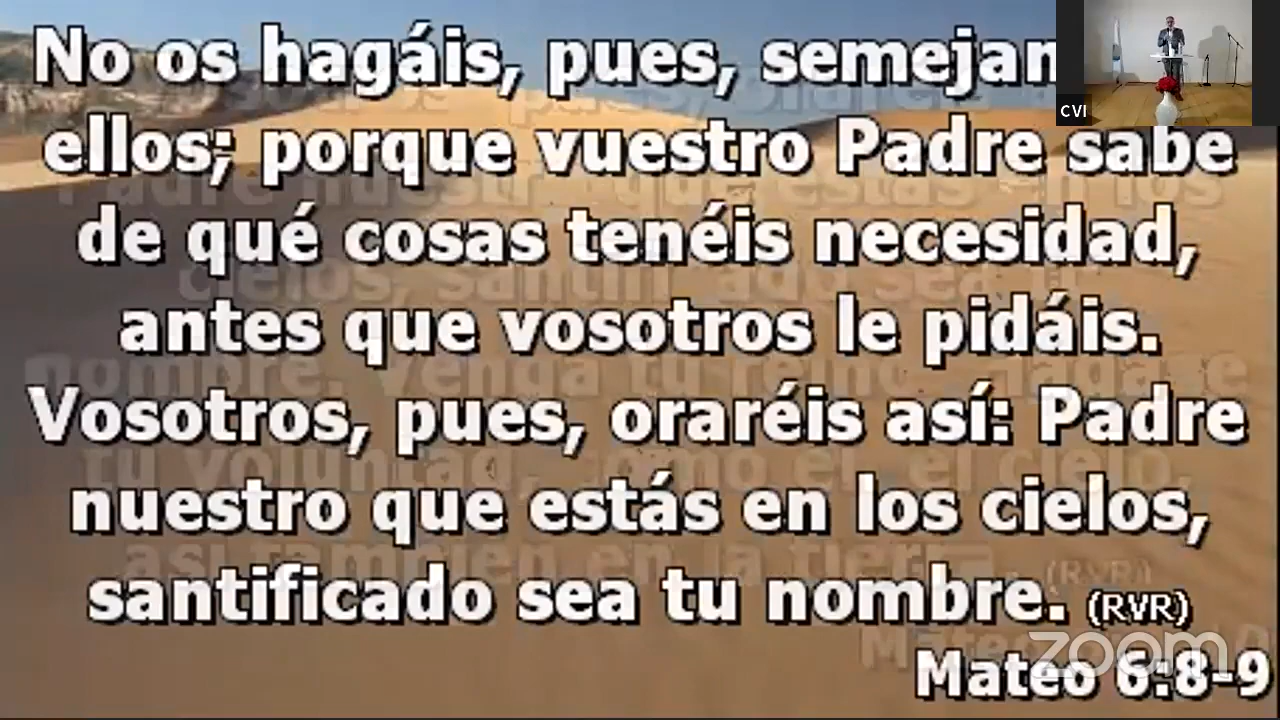 No os hagáis, pues, semejan
ellos; porque vuestro Padre sabe
de qué cosas tenéis necesidad,
antes que vosotros le pidáis.
Vosotros, pues, oraréis así: Padre
nuestro que estás en los cielos,
santificado sea tu nombre. (RVR)
Mateo 6:8-9
CVI
zoom